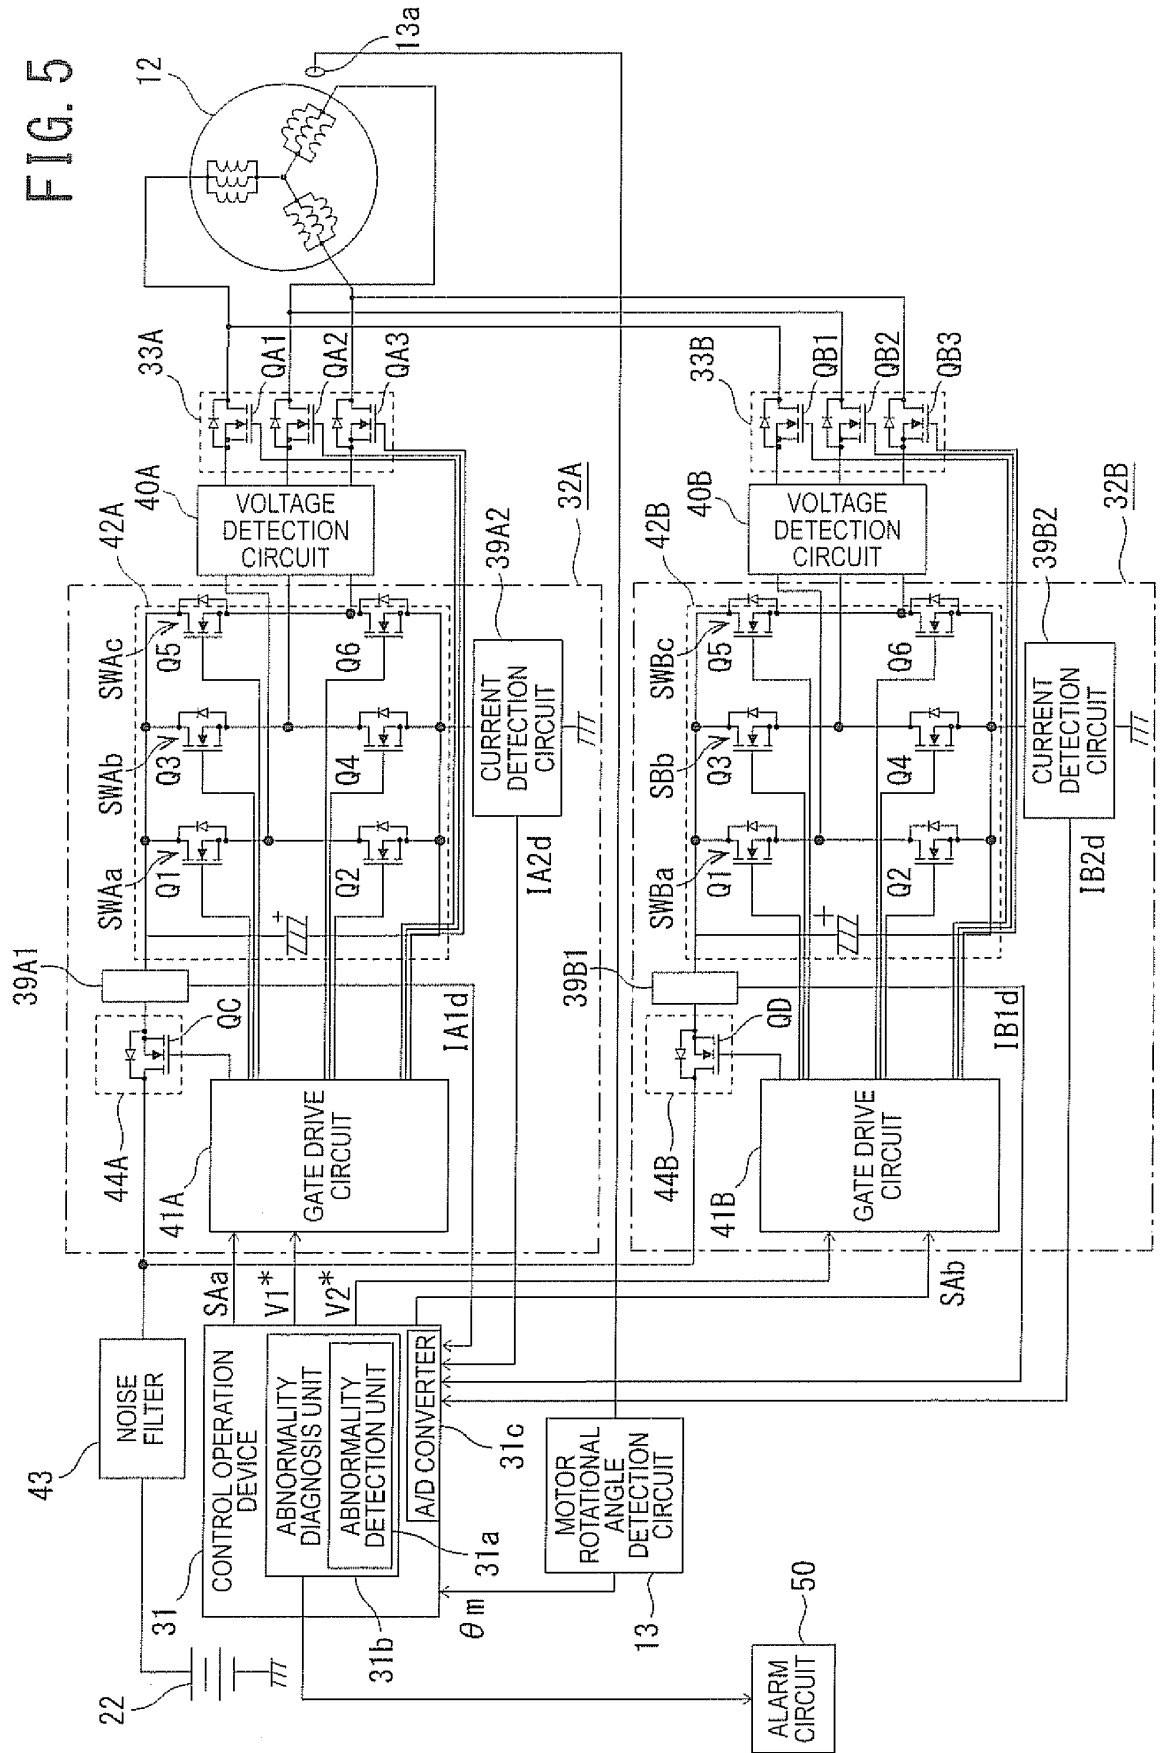 FIG. 5
12
13a
33A
QA1
QA2
QA3
33B
QB1
QB2
QB3
40A
VOLTAGE
DETECTION
CIRCUIT
40B
VOLTAGE
DETECTION
CIRCUIT
42A
32A
42B
32B
SWAa
SWAb
SWAc
Q1
Q3
Q5
Q2
Q4
Q6
+
39A2
CURRENT
DETECTION
CIRCUIT
IA2d
SWBa
SBb
SWBc
Q1
Q3
Q5
Q2
Q4
Q6
+
39B2
CURRENT
DETECTION
CIRCUIT
IB2d
39A1
QC
IA1d
44A
41A
GATE DRIVE
CIRCUIT
39B1
QD
IB1d
44B
41B
GATE DRIVE
CIRCUIT
SAa
V1*
V2*
SAb
43
NOISE
FILTER
31
CONTROL OPERATION
DEVICE
ABNORMALITY
DIAGNOSIS UNIT
ABNORMALITY
DETECTION UNIT
A/D CONVERTER
31a
31b
31c
θm
MOTOR
ROTATIONAL
ANGLE
DETECTION
CIRCUIT
13
22
50
ALARM
CIRCUIT